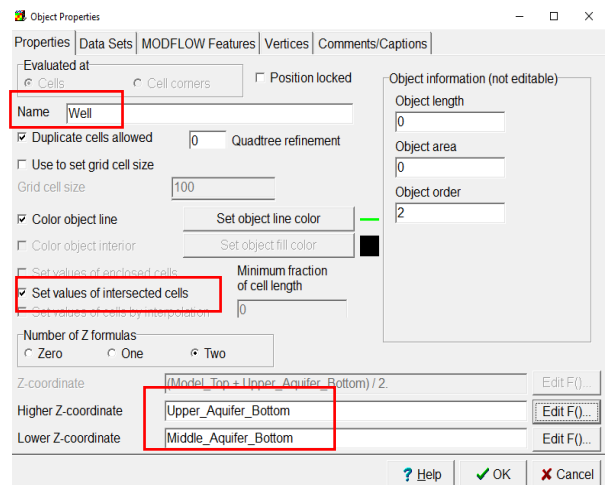 Object Properties
Properties Data Sets MODFLOW Features Vertices Comments/Captions
Evaluated at
Cells Cell corners
Position locked
Name Well
Duplicate cells allowed 0 Quadtree refinement
Use to set grid cell size
Grid cell size 100
Color object line Set object line color
Color object interior Set object fill color
Set values of enclosed cells
Set values of intersected cells
Set values of cells by interpolation
Minimum fraction
of cell length
0
Number of Z formulas
Zero One Two
Z-coordinate (Model_Top + Upper_Aquifer_Bottom) / 2. Edit F()...
Higher Z-coordinate Upper_Aquifer_Bottom Edit F()...
Lower Z-coordinate Middle_Aquifer_Bottom Edit F()...
Object information (not editable)
Object length
0
Object area
0
Object order
2
? Help OK Cancel